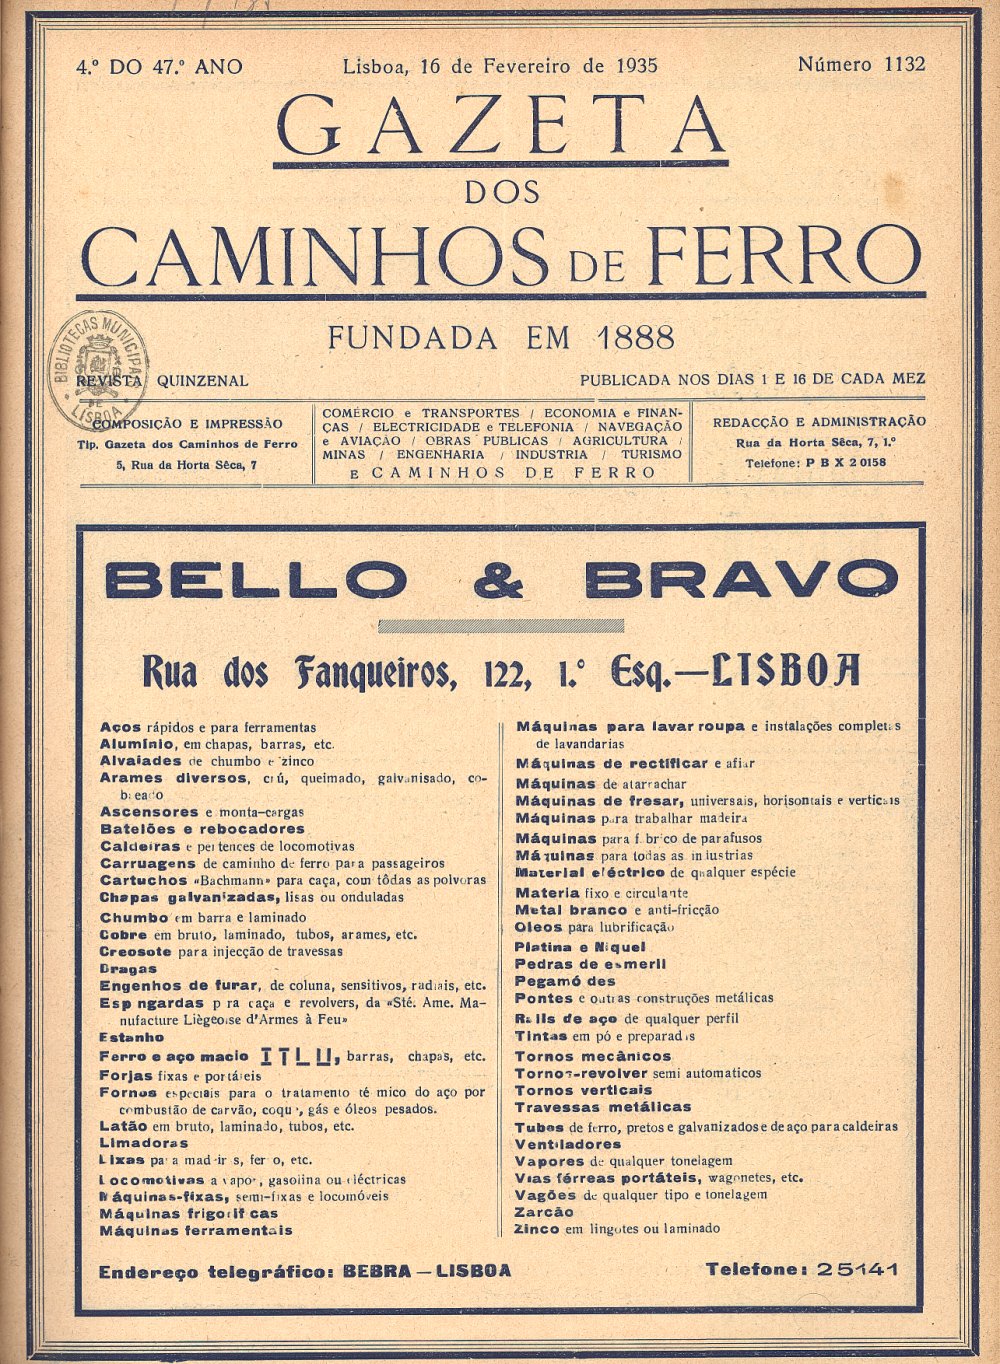 4.º DO 47.º ANO
Lisboa, 16 de Fevereiro de 1935
Número 1132
GAZETA
DOS
CAMINHOS DE FERRO
FUNDADA EM 1888
REVISTA QUINZENAL
PUBLICADA NOS DIAS 1 E 16 DE CADA MEZ
BIBLIOTECAS MUNICIPAIS
DE
LISBOA
COMPOSIÇÃO E IMPRESSÃO
Tip. Gazeta dos Caminhos de Ferro
5, Rua da Horta Sêca, 7
COMÉRCIO e TRANSPORTES / ECONOMIA e FINAN-
ÇAS / ELECTRICIDADE e TELEFONIA / NAVEGAÇÃO
e AVIAÇÃO / OBRAS PUBLICAS / AGRICULTURA /
MINAS / ENGENHARIA / INDUSTRIA / TURISMO
E CAMINHOS DE FERRO
REDACÇÃO E ADMINISTRAÇÃO
Rua da Horta Sêca, 7, 1.º
Telefone: P B X 2 0158
BELLO & BRAVO
Rua dos Fanqueiros, 122, 1.º Esq.—LISBOA
Aços rápidos e para ferramentas
Alumínio, em chapas, barras, etc.
Alvaiades de chumbo e zinco
Arames diversos, crú, queimado, galvanisado, co-
breado
Ascensores e monta-cargas
Batelões e rebocadores
Caldeiras e pertences de locomotivas
Carruagens de caminho de ferro para passageiros
Cartuchos «Bachmann» para caça, com tôdas as polvoras
Chapas galvanizadas, lisas ou onduladas
Chumbo em barra e laminado
Cobre em bruto, laminado, tubos, arames, etc.
Creosote para injecção de travessas
Dragas
Engenhos de furar, de coluna, sensitivos, radiais, etc.
Espingardas para caça e revolvers, da «Sté. Ame. Ma-
nufacture Liègeoise d'Armes à Feu»
Estanho
Ferro e aço macio I T L U, barras, chapas, etc.
Forjas fixas e portáteis
Fornos especiais para o tratamento térmico do aço por
combustão de carvão, coque, gás e óleos pesados.
Latão em bruto, laminado, tubos, etc.
Limadoras
Lixas para madeiras, ferro, etc.
Locomotivas a vapor, gasolina ou eléctricas
Máquinas-fixas, semi-fixas e locomóveis
Máquinas frigorificas
Máquinas ferramentais
Máquinas para lavar roupa e instalações completas
de lavandarias
Máquinas de rectificar e afiar
Máquinas de atarrachar
Máquinas de fresar, universais, horisontais e verticais
Máquinas para trabalhar madeira
Máquinas para fabrico de parafusos
Máquinas para todas as industrias
Material eléctrico de qualquer espécie
Materia fixo e circulante
Metal branco e anti-fricção
Oleos para lubrificação
Platina e Niquel
Pedras de esmeril
Pegamóides
Pontes e outras construções metálicas
Rails de aço de qualquer perfil
Tintas em pó e preparadas
Tornos mecânicos
Tornos-revolver semi automaticos
Tornos verticais
Travessas metálicas
Tubos de ferro, pretos e galvanizados e de aço para caldeiras
Ventiladores
Vapores de qualquer tonelagem
Vias férreas portáteis, wagonetes, etc.
Vagões de qualquer tipo e tonelagem
Zarcão
Zinco em lingotes ou laminado
Endereço telegráfico: BEBRA — LISBOA
Telefone: 25141